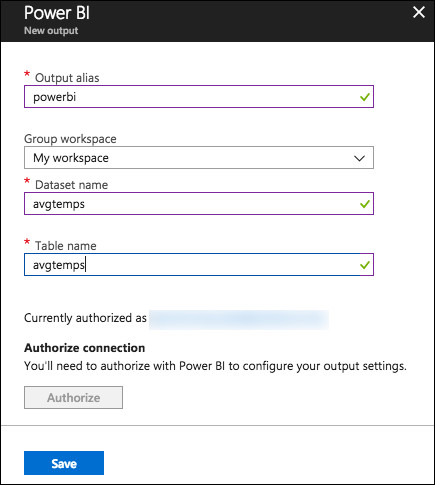 Power BI
New output
* Output alias
powerbi
Group workspace
My workspace
* Dataset name
avgtemps
* Table name
avgtemps
Currently authorized as
Authorize connection
You'll need to authorize with Power BI to configure your output settings.
Authorize
Save